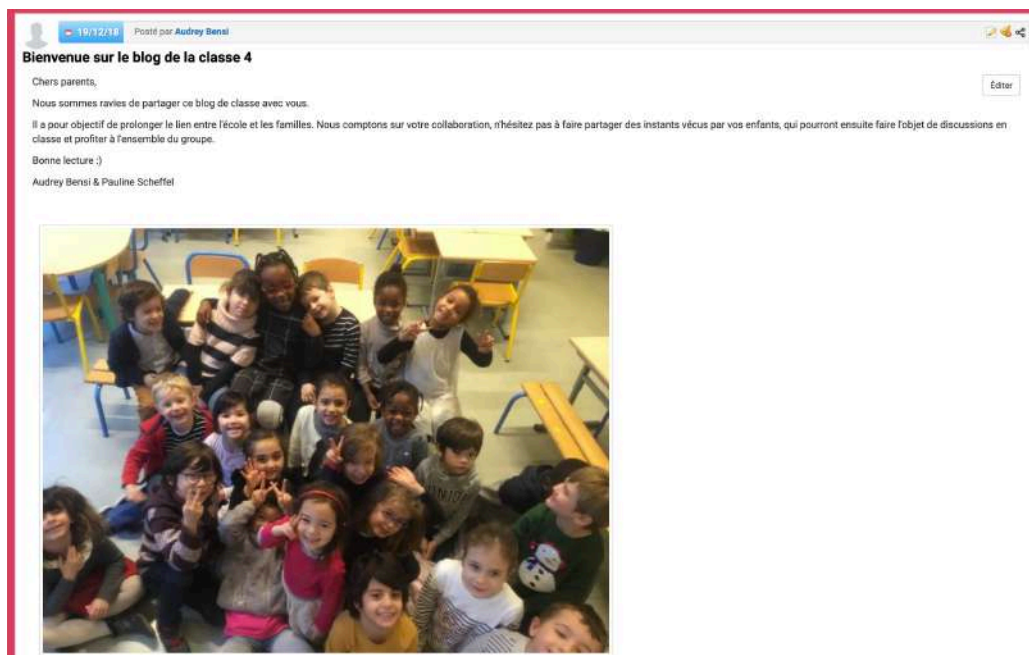 19/12/18 Posté par Audrey Bensi
Bienvenue sur le blog de la classe 4
Chers parents,
Éditer
Nous sommes ravies de partager ce blog de classe avec vous.
Il a pour objectif de prolonger le lien entre l'école et les familles. Nous comptons sur votre collaboration, n'hésitez pas à faire partager des instants vécus par vos enfants, qui pourront ensuite faire l'objet de discussions en
classe et profiter à l'ensemble du groupe.
Bonne lecture :)
Audrey Bensi & Pauline Scheffel